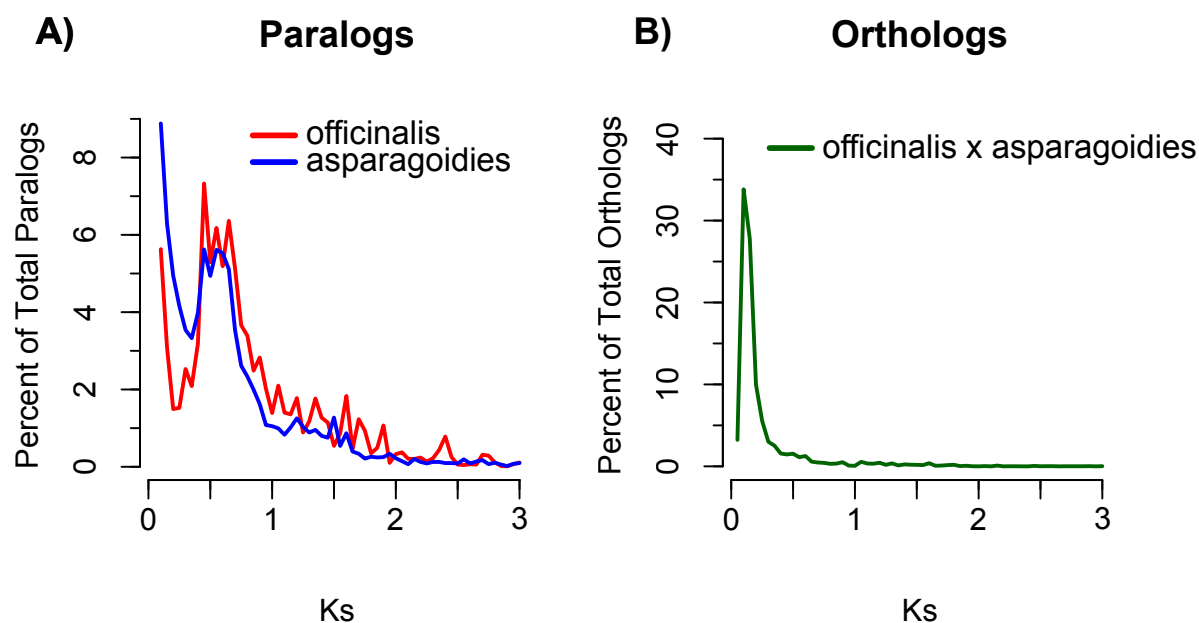 A) Paralogs
Percent of Total Paralogs
0 2 4 6 8
officinalis
asparagoidies
0 1 2 3
Ks
B) Orthologs
Percent of Total Orthologs
0 10 20 30 40
officinalis x asparagoidies
0 1 2 3
Ks